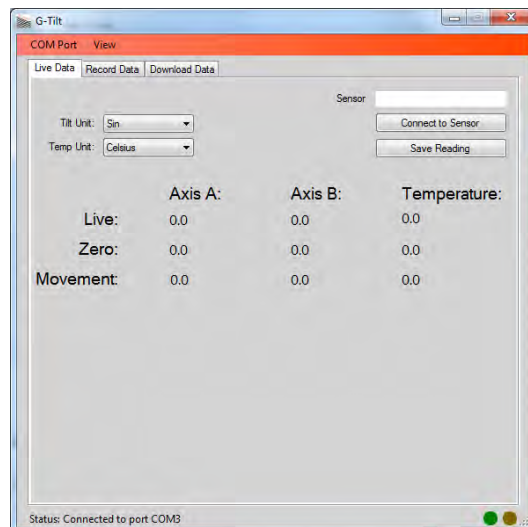 G-Tilt
COM Port View
Live Data Record Data Download Data
Sensor
Tilt Unit: Sin Connect to Sensor
Temp Unit: Celsius Save Reading
Axis A: Axis B: Temperature:
Live: 0.0 0.0 0.0
Zero: 0.0 0.0 0.0
Movement: 0.0 0.0 0.0
Status: Connected to port COM3